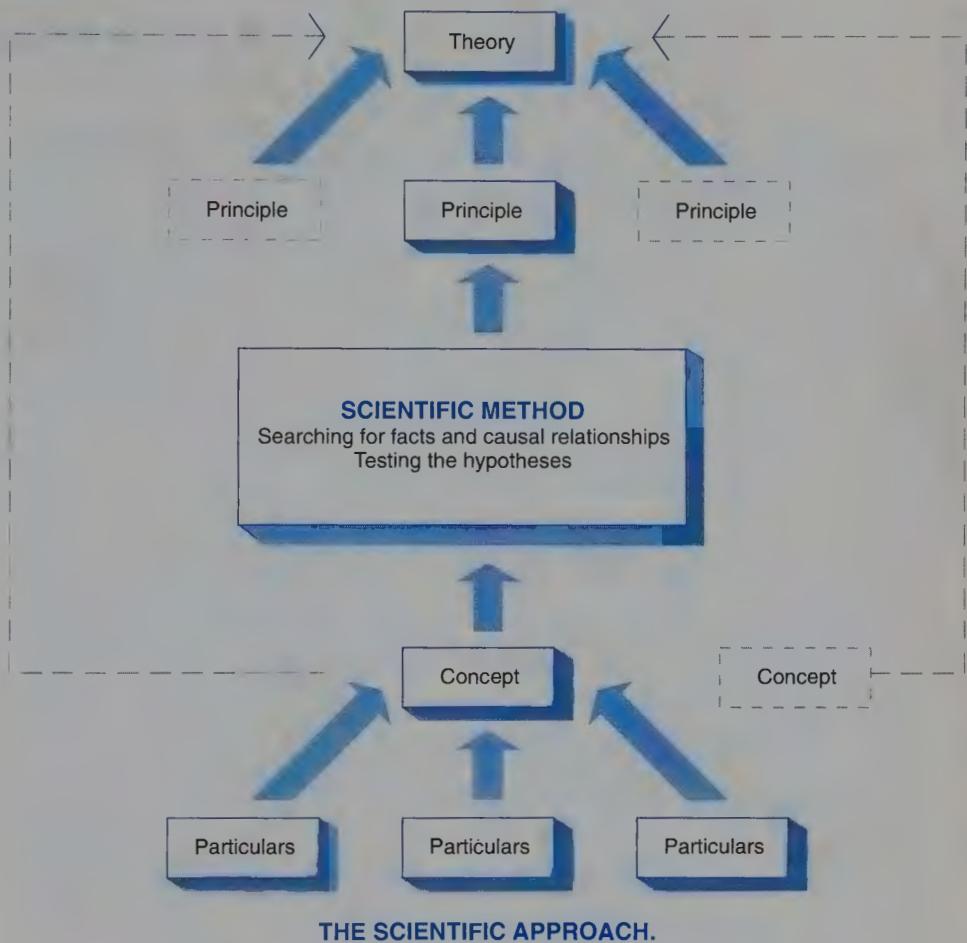 Theory
Principle
Principle
Principle
SCIENTIFIC METHOD
Searching for facts and causal relationships
Testing the hypotheses
Concept
Concept
Particulars
Particulars
Particulars
THE SCIENTIFIC APPROACH.